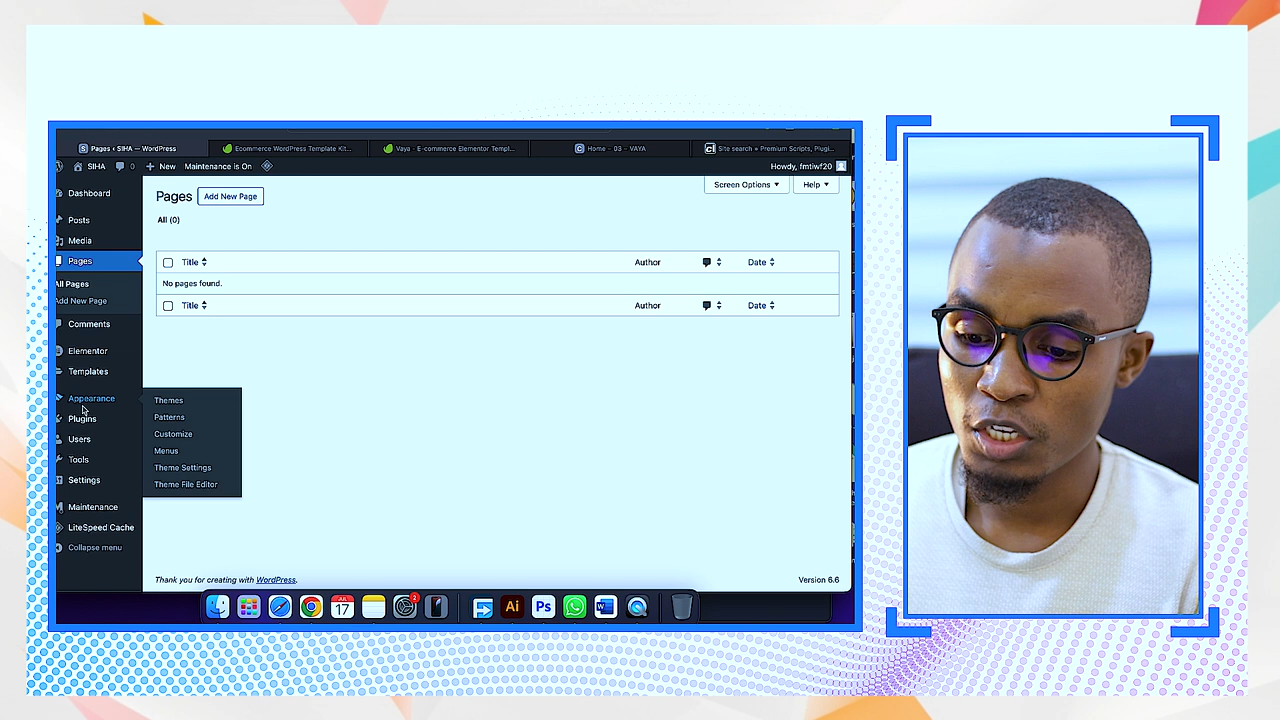 Pages ‹ SIHA — WordPress
Ecommerce WordPress Template Kit...
Vaya - E-commerce Elementor Templ...
Home – 03 – VAYA
Site search » Premium Scripts, Plugi...
SIHA
0
New
Maintenance is On
Howdy, fmtiwf20
Dashboard
Posts
Media
Pages
All Pages
Add New Page
Comments
Elementor
Templates
Appearance
Plugins
Users
Tools
Settings
Maintenance
LiteSpeed Cache
Collapse menu
Themes
Patterns
Customize
Menus
Theme Settings
Theme File Editor
Pages
Add New Page
Screen Options
Help
All (0)
Title
Author
Date
No pages found.
Title
Author
Date
Thank you for creating with WordPress.
Version 6.6
JUL
17
2
Ai
Ps
W